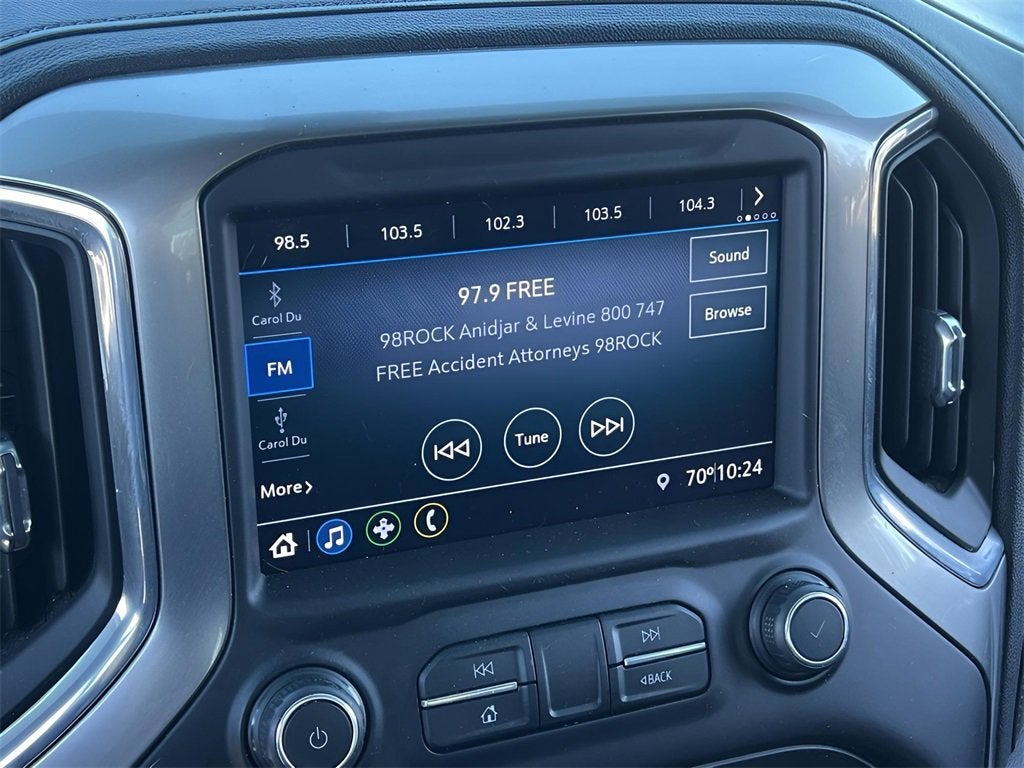 98.5 103.5 102.3 103.5 104.3
Sound
Carol Du
97.9 FREE
Browse
98ROCK Anidjar & Levine 800 747
FM
FREE Accident Attorneys 98ROCK
Carol Du
Tune
More
70° 10:24
BACK